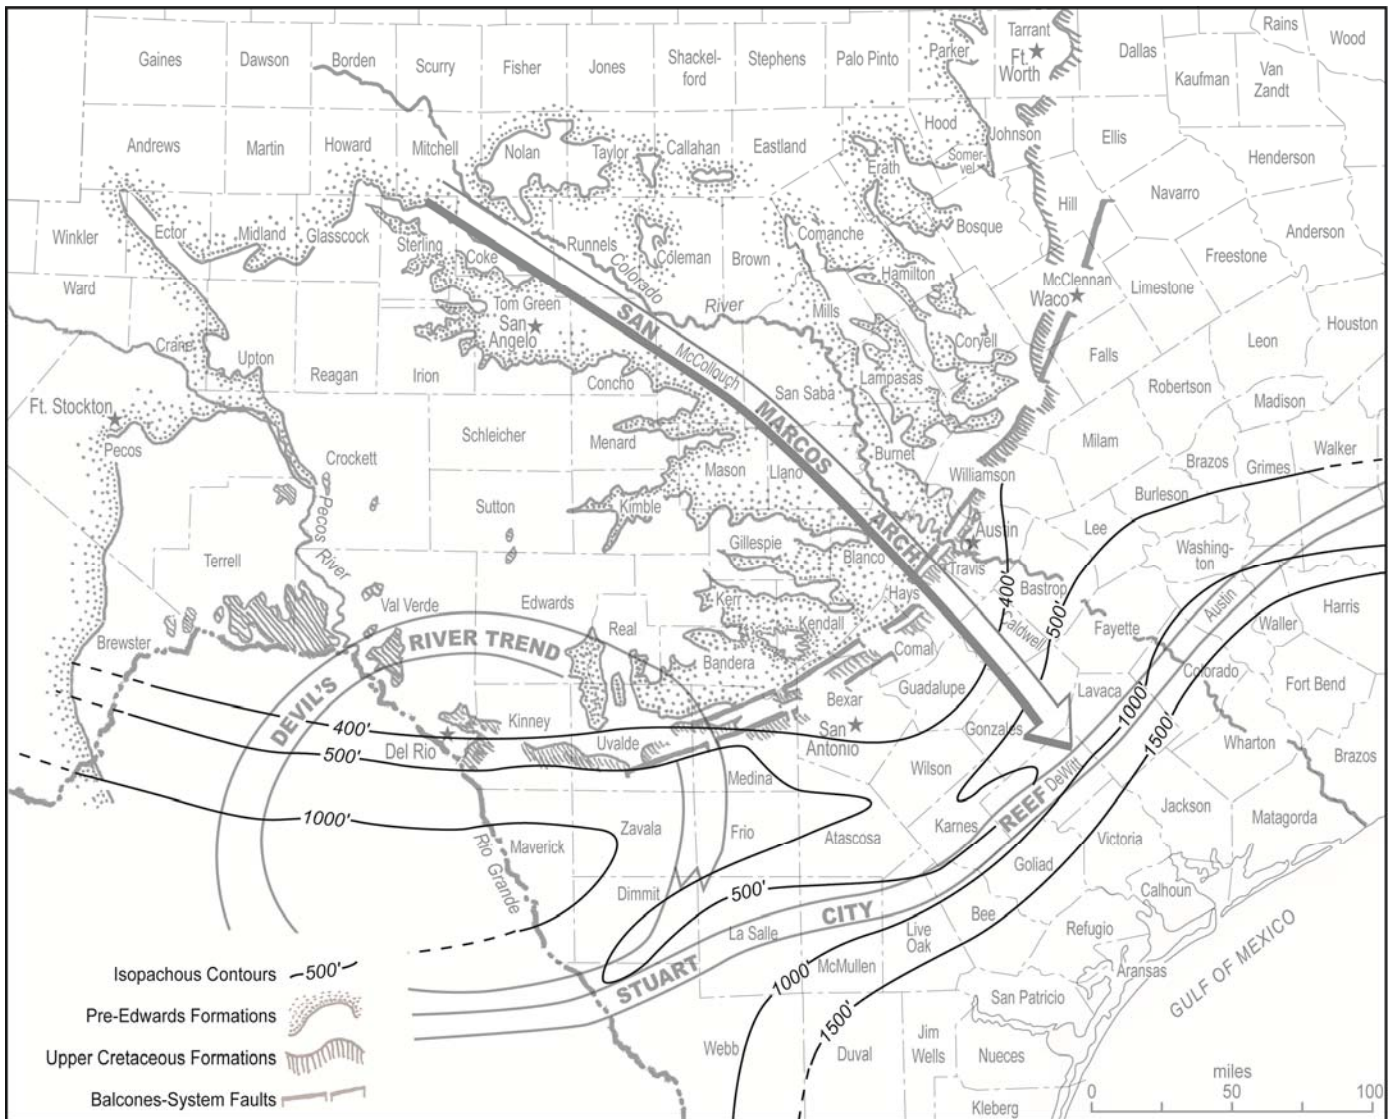 Gaines
Dawson
Borden
Scurry
Fisher
Jones
Shackel-
ford
Stephens
Palo Pinto
Parker
Tarrant
Ft.
Worth
Dallas
Rains
Wood
Kaufman
Van
Zandt
Andrews
Martin
Howard
Mitchell
Nolan
Taylor
Callahan
Eastland
Hood
Johnson
Somer-
vel
Erath
Ellis
Henderson
Navarro
Hill
Bosque
Winkler
Ector
Midland
Glasscock
Sterling
Coke
Runnels
Coleman
Brown
Comanche
Hamilton
Anderson
Freestone
McClennan
Waco
Limestone
Ward
Colorado
River
Tom Green
San
Angelo
Mills
Coryell
Houston
Leon
Falls
Crane
Upton
Reagan
Irion
Concho
McCollouch
San Saba
Lampasas
Robertson
Madison
SAN
MARCOS
ARCH
Ft. Stockton
Pecos
Crockett
Schleicher
Menard
Mason
Llano
Burnet
Milam
Walker
Brazos
Grimes
Williamson
Burleson
Pecos
River
Sutton
Kimble
Gillespie
Blanco
Austin
Travis
Lee
Washing-
ton
Terrell
Val Verde
Edwards
Real
Kerr
Kendall
Hays
Bastrop
400'
500'
Caldwell
Fayette
Austin
Waller
Harris
Brewster
DEVIL'S
RIVER TREND
Bandera
Comal
Guadalupe
Bexar
San
Antonio
Gonzales
Lavaca
Colorado
Fort Bend
1000'
1500'
Wharton
Brazos
Kinney
Del Rio
Uvalde
400'
500'
1000'
Medina
Wilson
DeWitt
Jackson
Matagorda
Maverick
Zavala
Frio
Atascosa
Karnes
REEF
Victoria
Goliad
Calhoun
Rio Grande
Dimmit
500'
CITY
La Salle
Live
Oak
Bee
Refugio
STUART
McMullen
1000'
1500'
Aransas
San Patricio
GULF OF MEXICO
Webb
Duval
Jim
Wells
Nueces
Kleberg
Isopachous Contours
500'
Pre-Edwards Formations
Upper Cretaceous Formations
Balcones-System Faults
miles
0
50
100